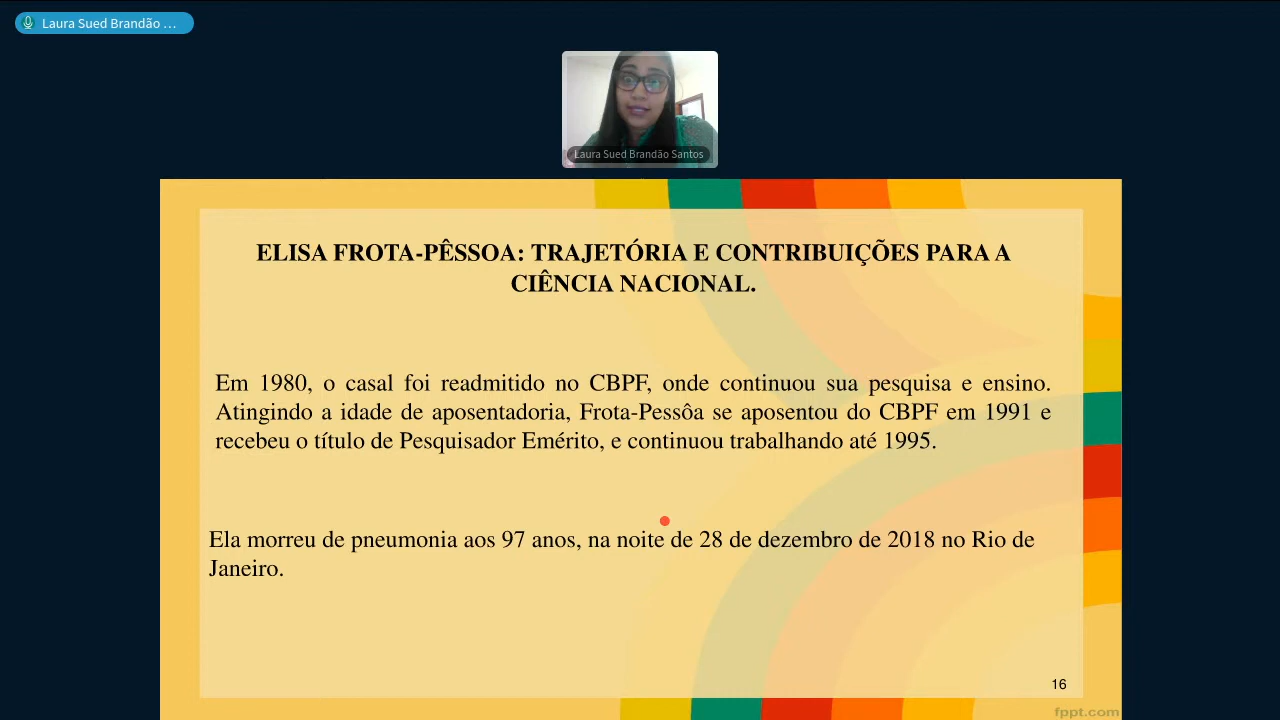 Laura Sued Brandão ...
Laura Sued Brandão Santos
ELISA FROTA-PÊSSOA: TRAJETÓRIA E CONTRIBUIÇÕES PARA A
CIÊNCIA NACIONAL.
Em 1980, o casal foi readmitido no CBPF, onde continuou sua pesquisa e ensino.
Atingindo a idade de aposentadoria, Frota-Pessôa se aposentou do CBPF em 1991 e
recebeu o título de Pesquisador Emérito, e continuou trabalhando até 1995.
Ela morreu de pneumonia aos 97 anos, na noite de 28 de dezembro de 2018 no Rio de
Janeiro.
16
fppt.com